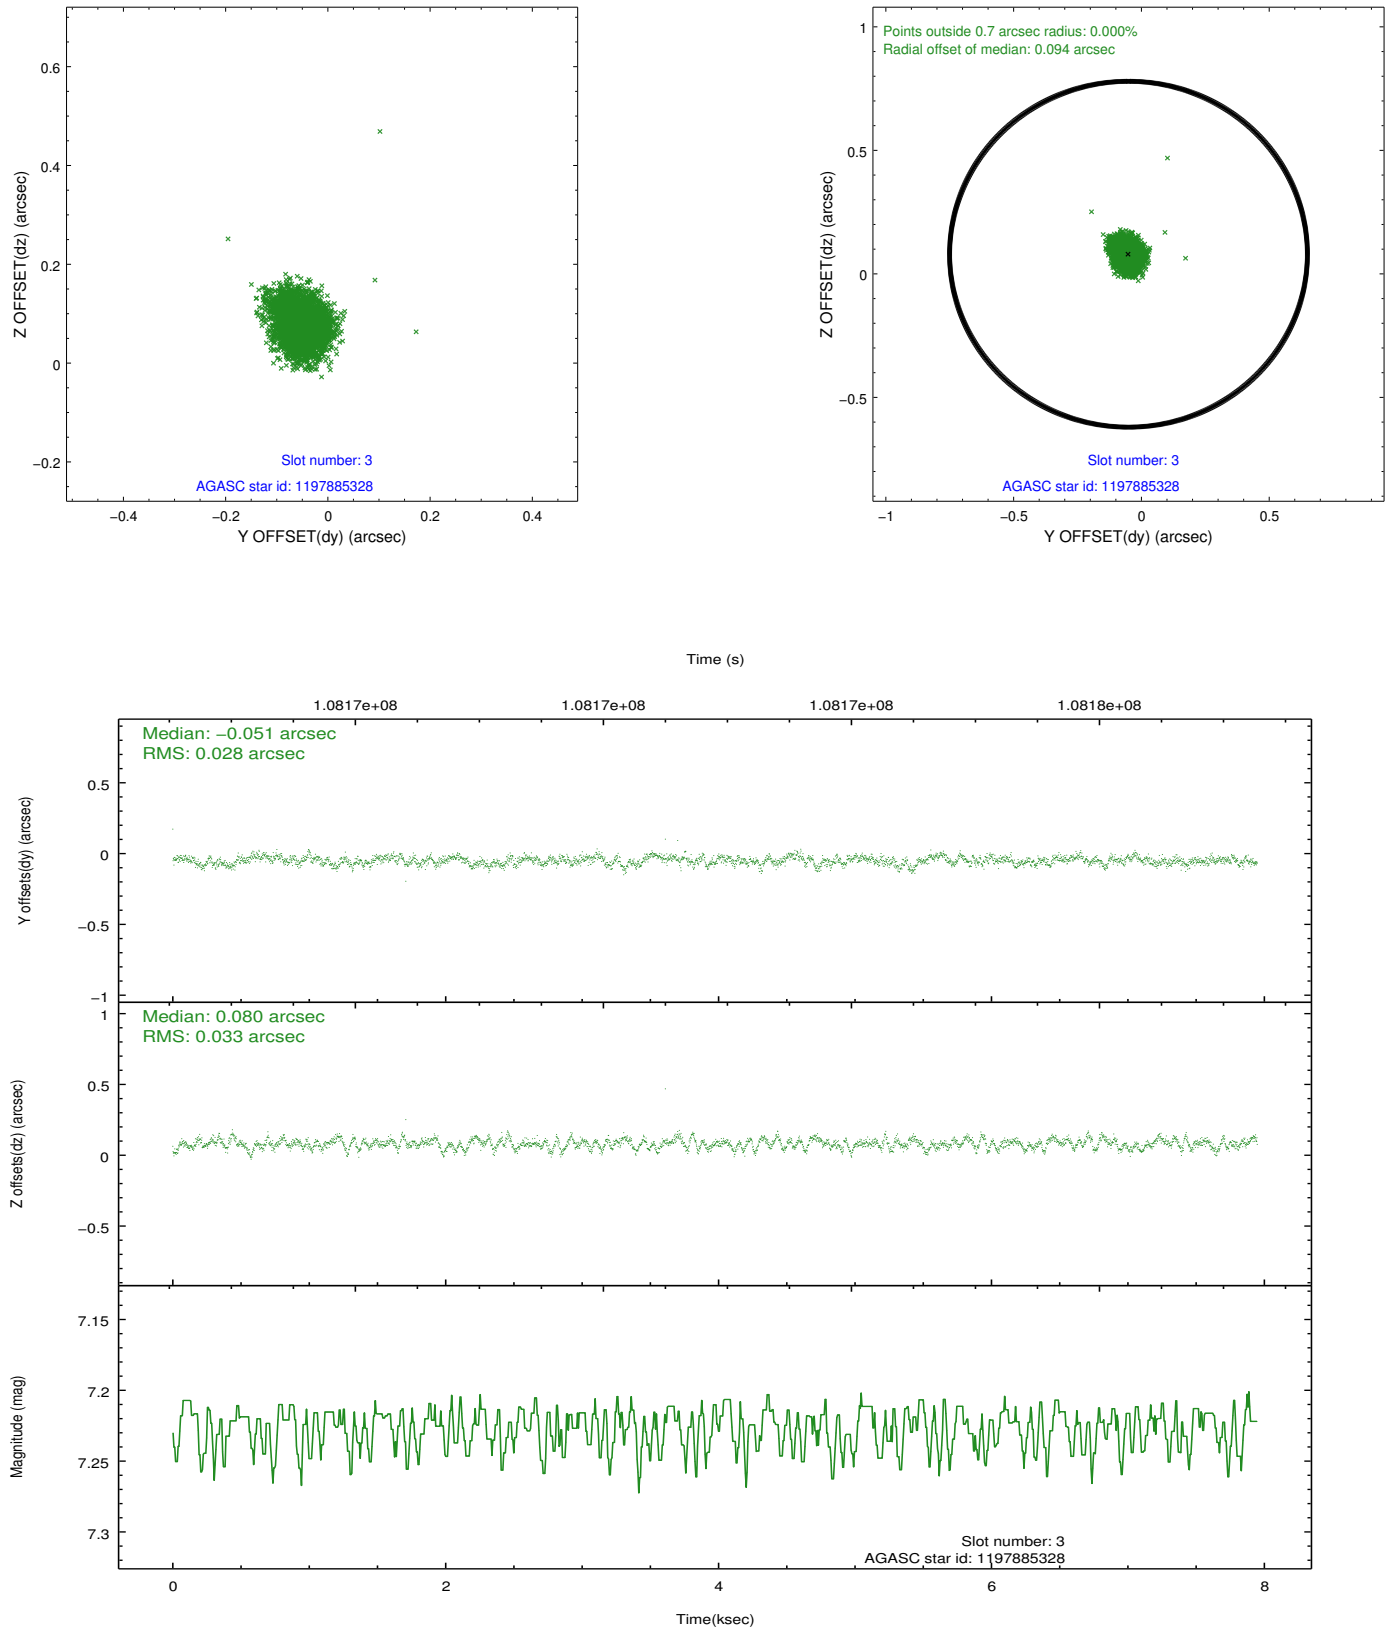 0.6
0.4
0.2
0
−0.2
Z OFFSET(dz) (arcsec)
Slot number: 3
AGASC star id: 1197885328
−0.4 −0.2 0 0.2 0.4
Y OFFSET(dy) (arcsec)
Points outside 0.7 arcsec radius: 0.000%
Radial offset of median: 0.094 arcsec
1
0.5
0
−0.5
Z OFFSET(dz) (arcsec)
Slot number: 3
AGASC star id: 1197885328
−1 −0.5 0 0.5
Y OFFSET(dy) (arcsec)
Time (s)
1.0817e+08 1.0817e+08 1.0817e+08 1.0818e+08
Median: −0.051 arcsec
RMS: 0.028 arcsec
0.5
0
−0.5
−1
Y offsets(dy) (arcsec)
Median: 0.080 arcsec
RMS: 0.033 arcsec
1
0.5
0
−0.5
Z offsets(dz) (arcsec)
7.15
7.2
7.25
7.3
Magnitude (mag)
Slot number: 3
AGASC star id: 1197885328
0 2 4 6 8
Time(ksec)